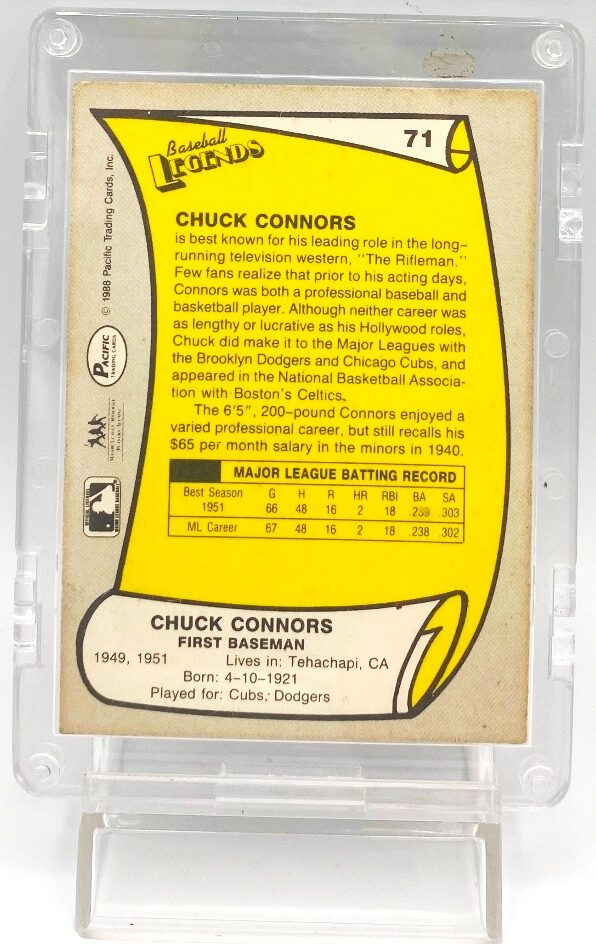 71
Baseball
LEGENDS
© 1988 Pacific Trading Cards, Inc.
PACIFIC
TRADING CARDS
CHUCK CONNORS
is best known for his leading role in the long-
running television western, "The Rifleman."
Few fans realize that prior to his acting days,
Connors was both a professional baseball and
basketball player. Although neither career was
as lengthy or lucrative as his Hollywood roles,
Chuck did make it to the Major Leagues with
the Brooklyn Dodgers and Chicago Cubs, and
appeared in the National Basketball Associa-
tion with Boston's Celtics.
The 6'5", 200-pound Connors enjoyed a
varied professional career, but still recalls his
$65 per month salary in the minors in 1940.
MAJOR LEAGUE BATTING RECORD
Best Season G H R HR RBI BA SA
1951 66 48 16 2 18 .239 .303
ML Career 67 48 16 2 18 .238 .302
CHUCK CONNORS
FIRST BASEMAN
1949, 1951 Lives in: Tehachapi, CA
Born: 4-10-1921
Played for: Cubs, Dodgers